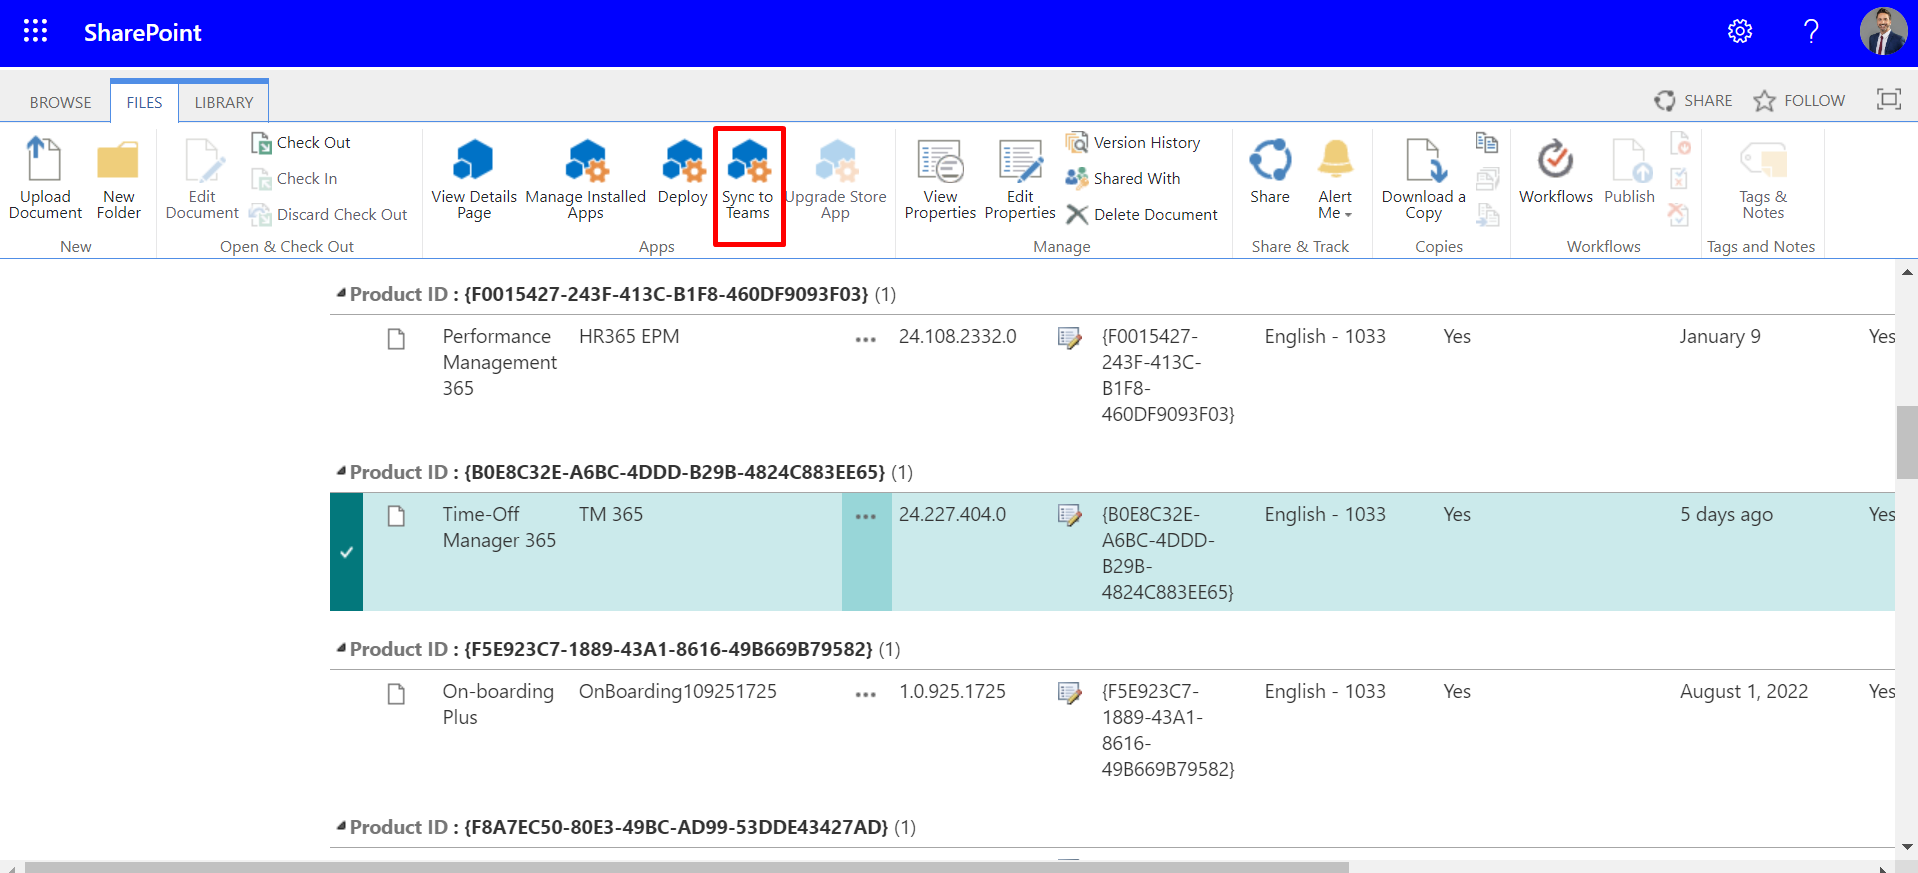 SharePoint
BROWSE FILES LIBRARY SHARE FOLLOW
Upload Document
New Folder
New
Edit Document
Check Out
Check In
Discard Check Out
Open & Check Out
View Details Page
Manage Installed Apps
Deploy
Sync to Teams
Upgrade Store App
Apps
View Properties
Edit Properties
Version History
Shared With
Delete Document
Manage
Share
Alert Me
Share & Track
Download a Copy
Copies
Workflows
Publish
Workflows
Tags & Notes
Tags and Notes
Product ID : {F0015427-243F-413C-B1F8-460DF9093F03} (1)
Performance HR365 EPM ... 24.108.2332.0 {F0015427- English - 1033 Yes January 9 Yes
Management 243F-413C-
365 B1F8-
460DF9093F03}
Product ID : {B0E8C32E-A6BC-4DDD-B29B-4824C883EE65} (1)
Time-Off TM 365 ... 24.227.404.0 {B0E8C32E- English - 1033 Yes 5 days ago Yes
Manager 365 A6BC-4DDD-
B29B-
4824C883EE65}
Product ID : {F5E923C7-1889-43A1-8616-49B669B79582} (1)
On-boarding OnBoarding109251725 ... 1.0.925.1725 {F5E923C7- English - 1033 Yes August 1, 2022 Yes
Plus 1889-43A1-
8616-
49B669B79582}
Product ID : {F8A7EC50-80E3-49BC-AD99-53DDE43427AD} (1)